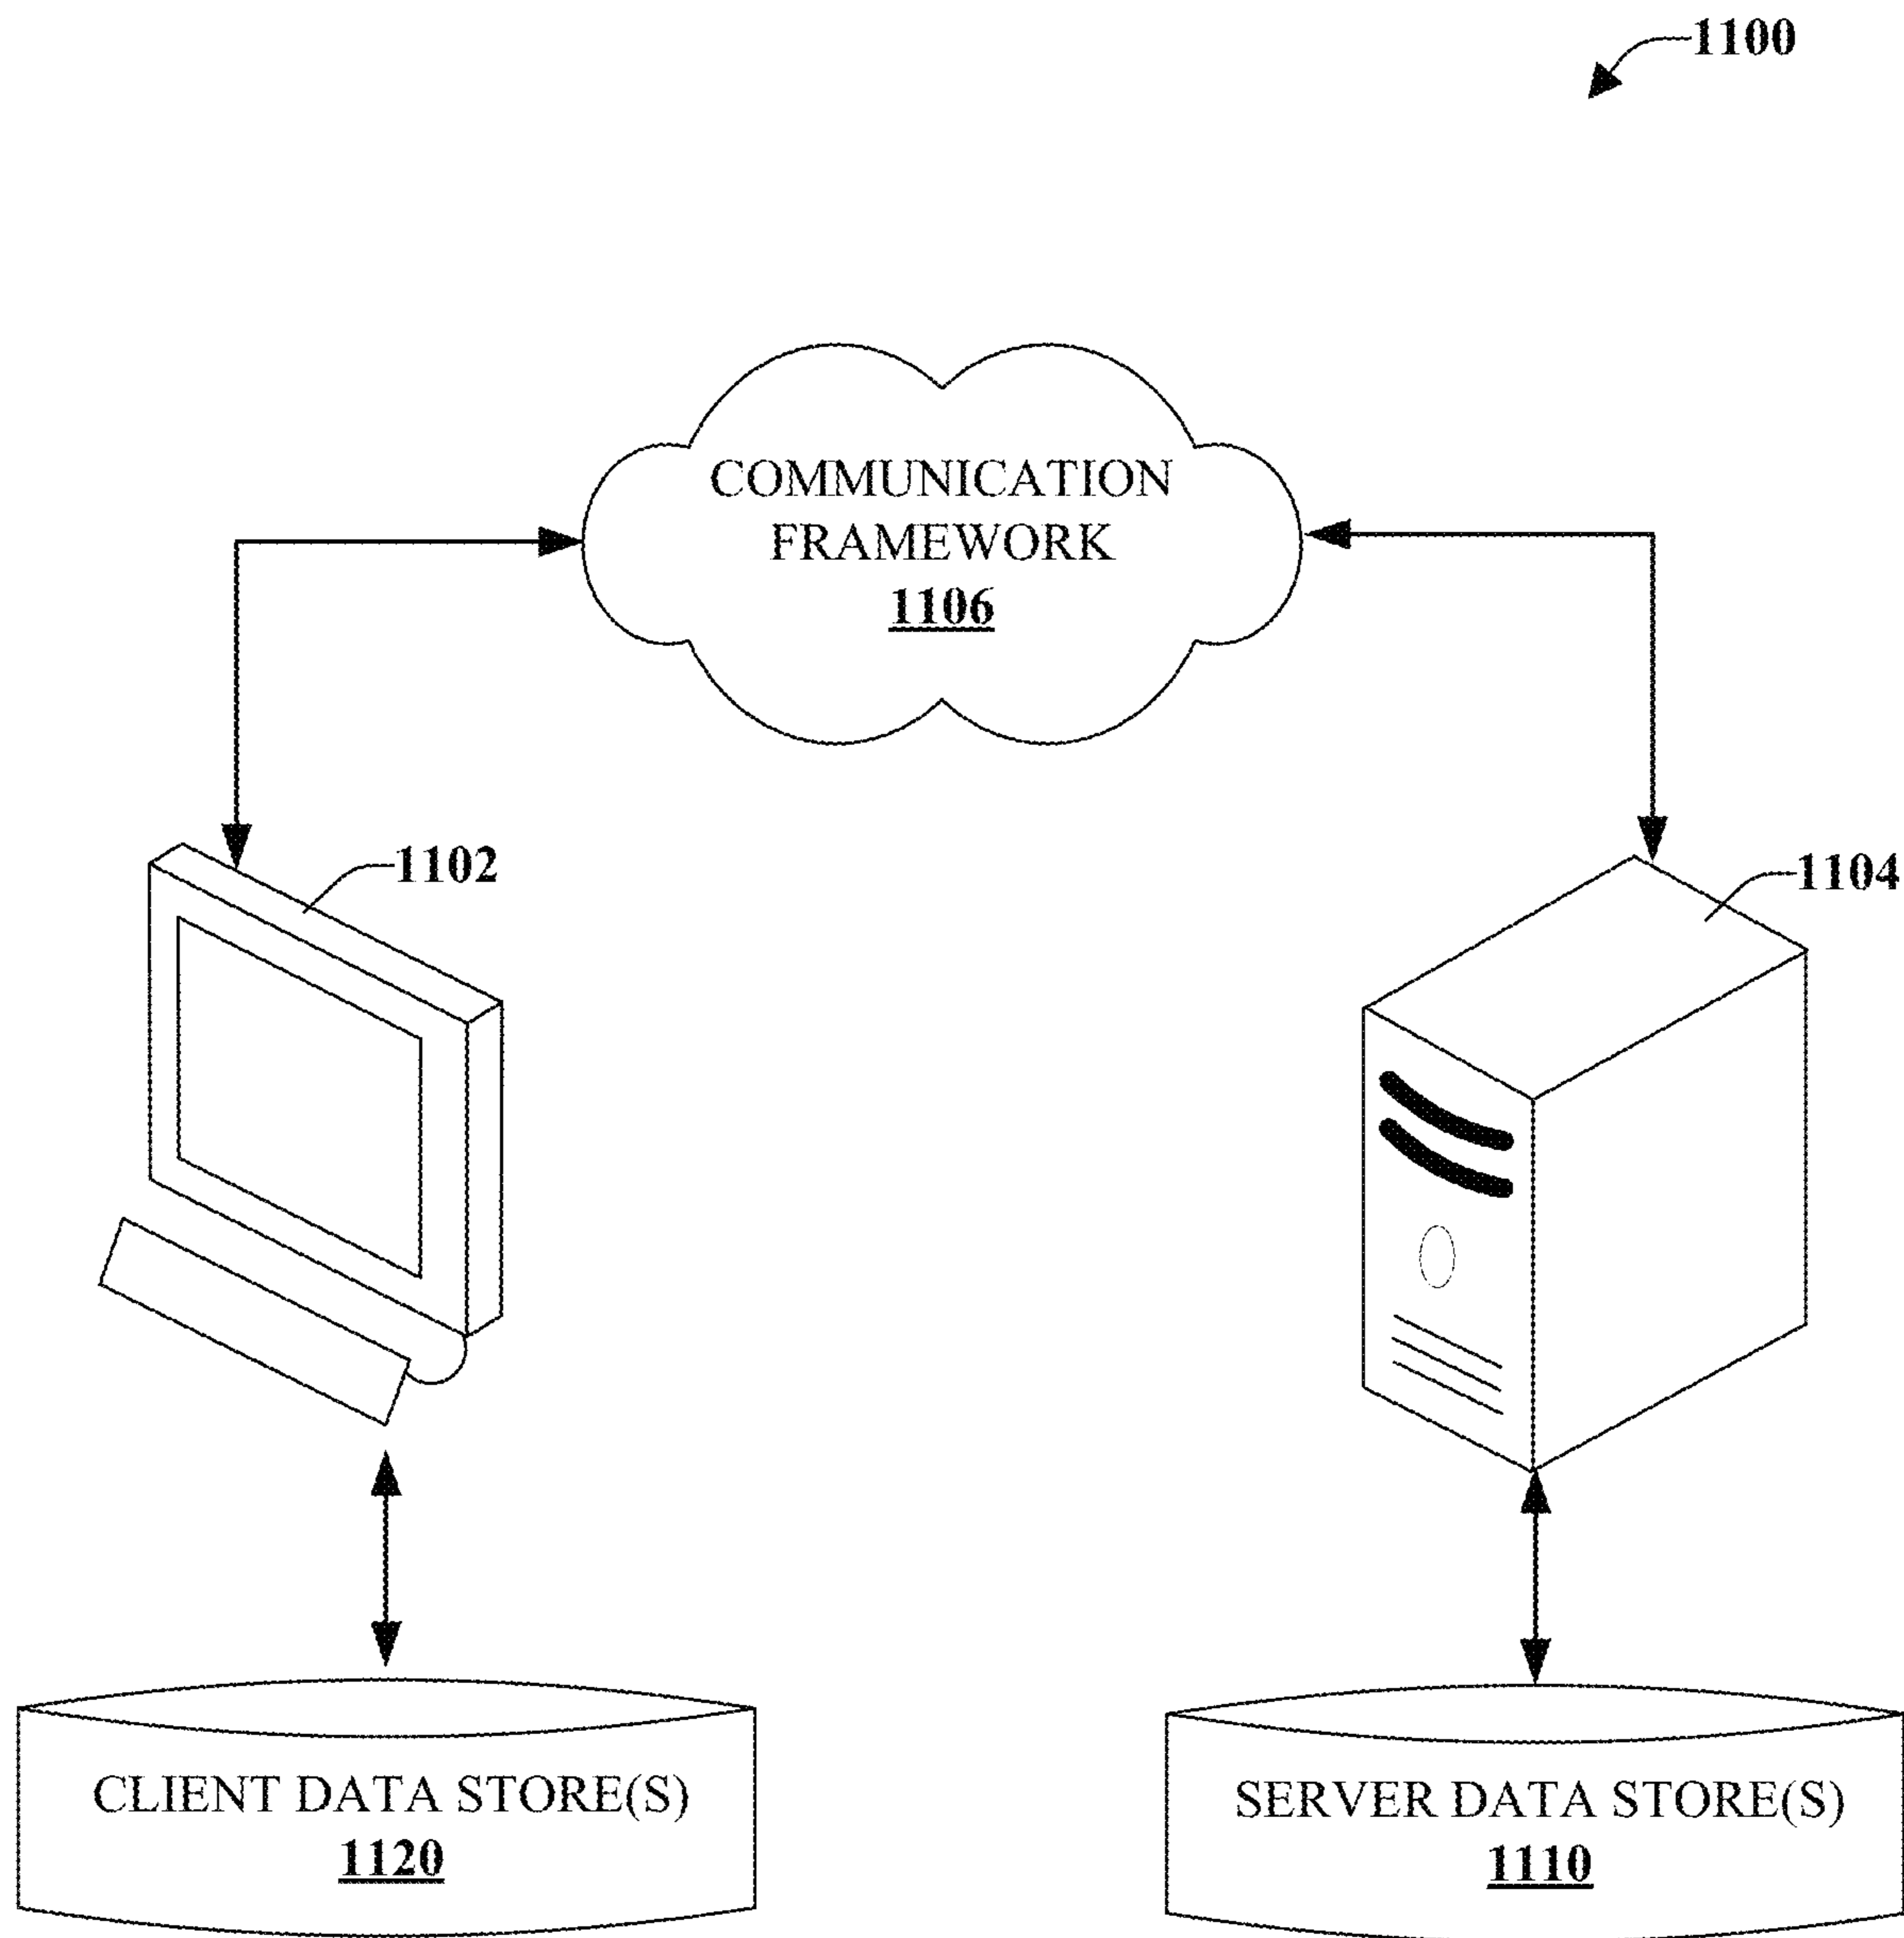 1100
COMMUNICATION
FRAMEWORK
1106
1102
1104
CLIENT DATA STORE(S)
1120
SERVER DATA STORE(S)
1110